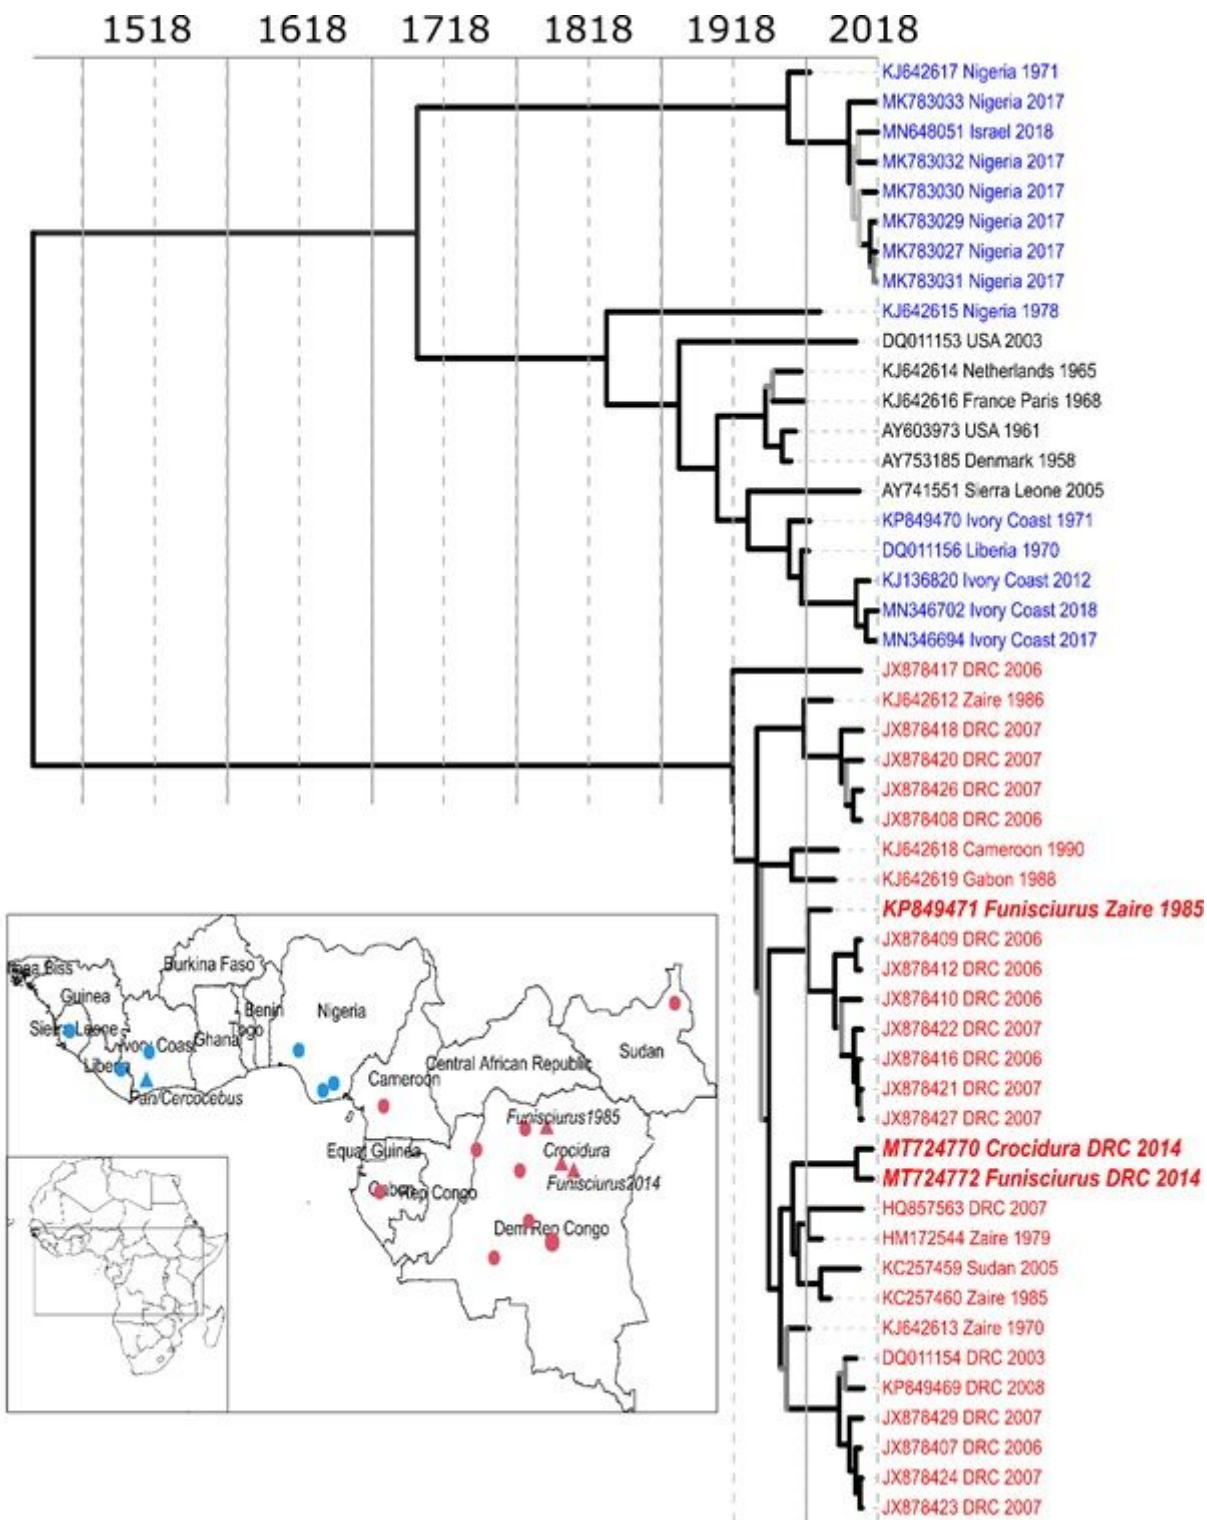 1518 1618 1718 1818 1918 2018
KJ642617 Nigeria 1971
MK783033 Nigeria 2017
MN648051 Israel 2018
MK783032 Nigeria 2017
MK783030 Nigeria 2017
MK783029 Nigeria 2017
MK783027 Nigeria 2017
MK783031 Nigeria 2017
KJ642615 Nigeria 1978
DQ011153 USA 2003
KJ642614 Netherlands 1965
KJ642616 France Paris 1968
AY603973 USA 1961
AY753185 Denmark 1958
AY741551 Sierra Leone 2005
KP849470 Ivory Coast 1971
DQ011156 Liberia 1970
KJ136820 Ivory Coast 2012
MN346702 Ivory Coast 2018
MN346694 Ivory Coast 2017
JX878417 DRC 2006
KJ642612 Zaire 1986
JX878418 DRC 2007
JX878420 DRC 2007
JX878426 DRC 2007
JX878408 DRC 2006
KJ642618 Cameroon 1990
KJ642619 Gabon 1988
KP849471 Funisciurus Zaire 1985
JX878409 DRC 2006
JX878412 DRC 2006
JX878410 DRC 2006
JX878422 DRC 2007
JX878416 DRC 2006
JX878421 DRC 2007
JX878427 DRC 2007
MT724770 Crocidura DRC 2014
MT724772 Funisciurus DRC 2014
HQ857563 DRC 2007
HM172544 Zaire 1979
KC257459 Sudan 2005
KC257460 Zaire 1985
KJ642613 Zaire 1970
DQ011154 DRC 2003
KP849469 DRC 2008
JX878429 DRC 2007
JX878407 DRC 2006
JX878424 DRC 2007
JX878423 DRC 2007
Biss
Burkina Faso
Guinea
Benin
Nigeria
Sierra Leone
Togo
Ghana
Ivory Coast
Liberia
Sudan
Central African Republic
Cameroon
Pan/Cercocebus
Funisciurus1985
Equat Guinea
Crocidura
Funisciurus2014
Gabon
Rep Congo
Dem Rep Congo